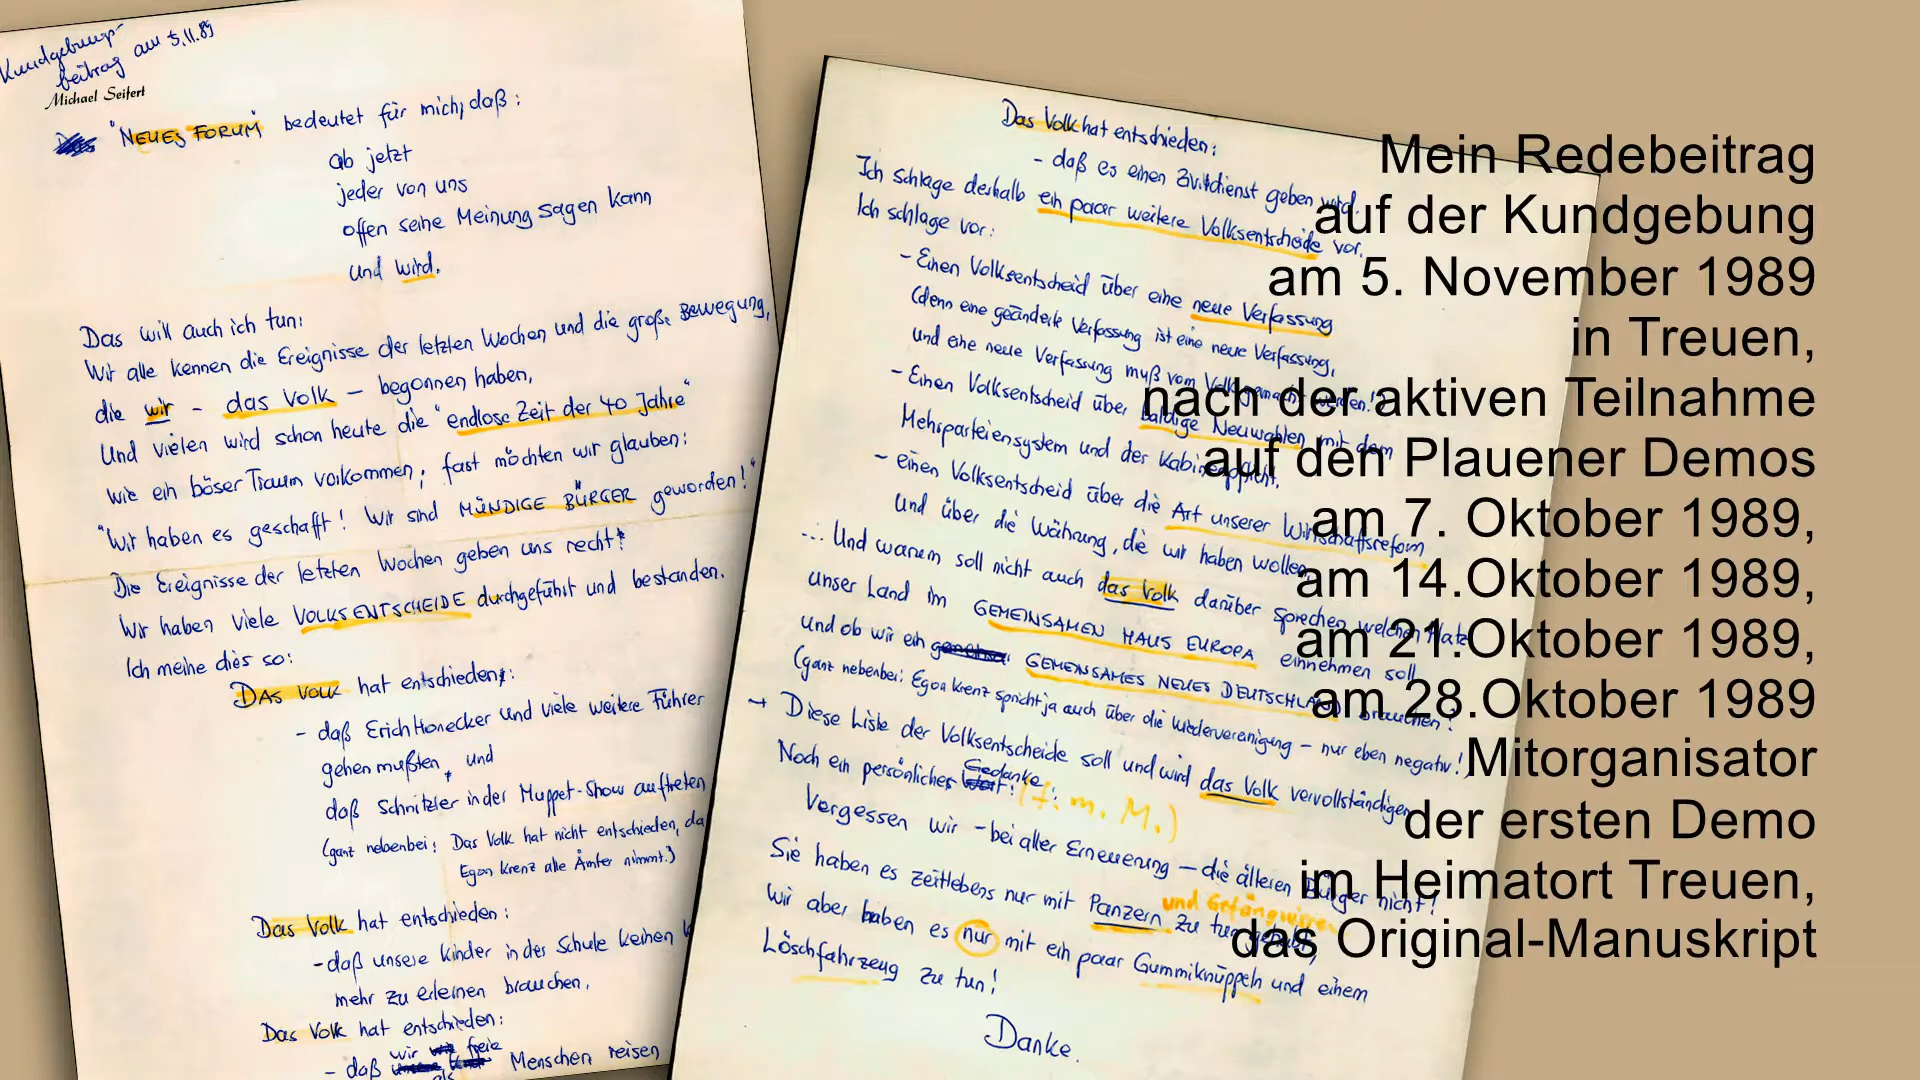 Kundgebungs-
beitrag am 5.11.89
Michael Seifert
"NEUES FORUM" bedeutet für mich, daß:
ab jetzt
jeder von uns
offen seine Meinung sagen kann
und wird.
Das will auch ich tun:
Wir alle kennen die Ereignisse der letzten Wochen und die große Bewegung,
die wir - das Volk - begonnen haben,
Und vielen wird schon heute die "endlose Zeit der 40 Jahre"
wie ein böser Traum vorkommen; fast möchten wir glauben:
"Wir haben es geschafft! Wir sind MÜNDIGE BÜRGER geworden!"
Die Ereignisse der letzten Wochen geben uns recht!
Wir haben viele VOLKSENTSCHEIDE durchgeführt und bestanden.
Ich meine dies so:
DAS VOLK hat entschieden:
- daß Erich Honecker und viele weitere Führer
gehen mußten, und
daß Schnitzler in der Muppet-Show auftreten
(ganz nebenbei: Das Volk hat nicht entschieden, da
Egon Krenz alle Ämter nimmt.)
Das Volk hat entschieden:
- daß unsere Kinder in der Schule keinen
mehr zu erlernen brauchen.
Das Volk hat entschieden:
- daß wir freie
als Menschen reisen
Das Volk hat entschieden:
- daß es einen Zivildienst geben wird.
Ich schlage deshalb ein paar weitere Volksentscheide vor.
Ich schlage vor:
- Einen Volksentscheid über eine neue Verfassung
(denn eine geänderte Verfassung ist eine neue Verfassung,
und eine neue Verfassung muß vom Volk gemacht werden!)
- Einen Volksentscheid über baldige Neuwahlen mit dem
Mehrparteiensystem und der Kabinenpflicht.
- einen Volksentscheid über die Art unserer Wirtschaftsreform
und über die Währung, die wir haben wollen
... Und warum soll nicht auch das Volk darüber sprechen welchen Platz
unser Land im GEMEINSAMEN HAUS EUROPA einnehmen soll
und ob wir ein GEMEINSAMES NEUES DEUTSCHLAND brauchen!
(ganz nebenbei: Egon Krenz spricht ja auch über die Wiedervereinigung - nur eben negativ!)
→ Diese Liste der Volksentscheide soll und wird das Volk vervollständigen
Noch ein persönlicher Gedanke: (f. m. M.)
Vergessen wir - bei aller Erneuerung - die älteren Bürger nicht!
Sie haben es zeitlebens nur mit Panzern und Gefängnissen zu tun gehabt,
wir aber haben es nur mit ein paar Gummiknüppeln und einem
Löschfahrzeug zu tun!
Danke.
Mein Redebeitrag
auf der Kundgebung
am 5. November 1989
in Treuen,
nach der aktiven Teilnahme
auf den Plauener Demos
am 7. Oktober 1989,
am 14.Oktober 1989,
am 21.Oktober 1989,
am 28.Oktober 1989
Mitorganisator
der ersten Demo
im Heimatort Treuen,
das Original-Manuskript